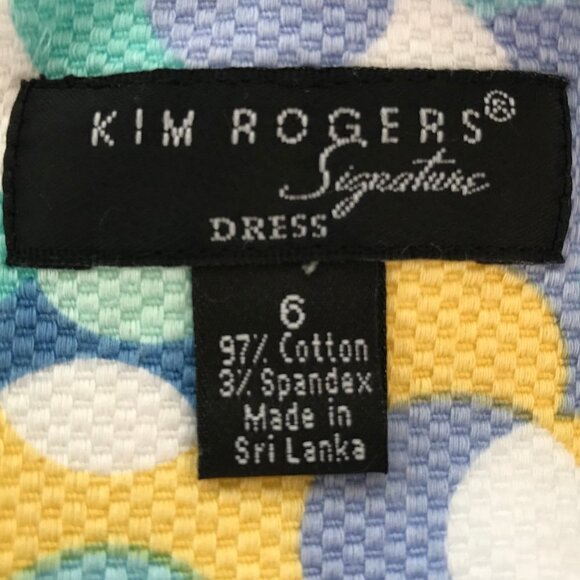 KIM ROGERS®
Signature
DRESS
6
97% Cotton
3% Spandex
Made in
Sri Lanka